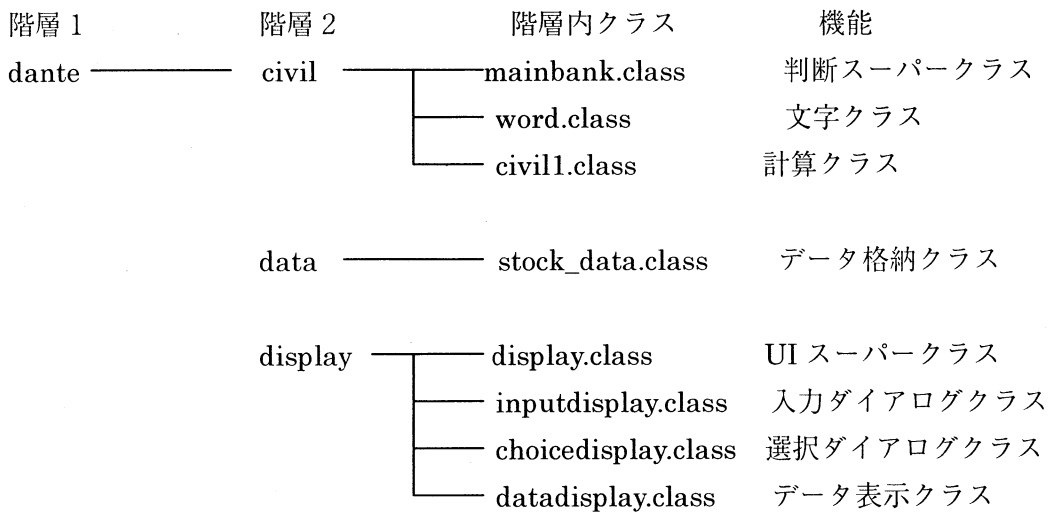 階層 1 階層 2 階層内クラス 機能
dante civil mainbank.class 判断スーパークラス
word.class 文字クラス
civil1.class 計算クラス
data stock_data.class データ格納クラス
display display.class UI スーパークラス
inputdisplay.class 入力ダイアログクラス
choicedisplay.class 選択ダイアログクラス
datadisplay.class データ表示クラス